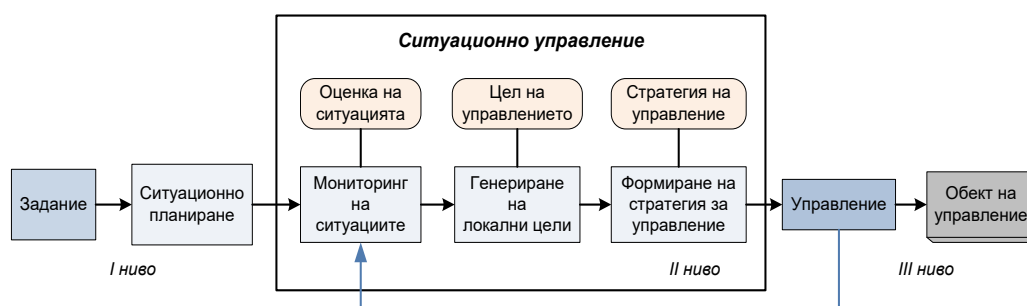 Ситуационно управление
Оценка на
ситуацията
Цел на
управлението
Стратегия на
управление
Задание
Ситуационно
планиране
Мониторинг
на
ситуациите
Генериране
на
локални цели
Формиране на
стратегия за
управление
Управление
Обект на
управление
I ниво
II ниво
III ниво